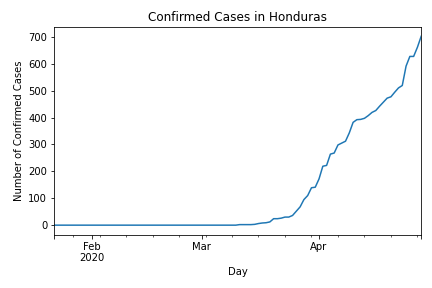 Confirmed Cases in Honduras
Number of Confirmed Cases
700
600
500
400
300
200
100
0
Feb
2020
Mar
Apr
Day